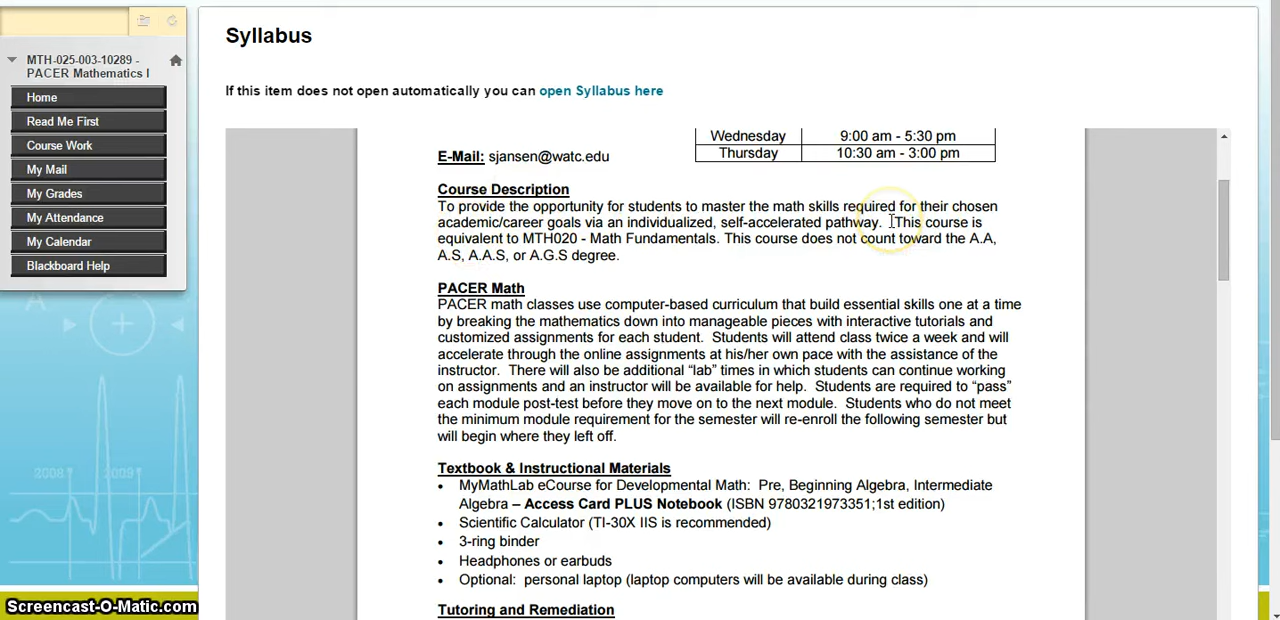 Syllabus
If this item does not open automatically you can open Syllabus here
MTH-025-003-10289 -
PACER Mathematics I
Home
Read Me First
Course Work
My Mail
My Grades
My Attendance
My Calendar
Blackboard Help
Wednesday 9:00 am - 5:30 pm
Thursday 10:30 am - 3:00 pm
E-Mail: sjansen@watc.edu
Course Description
To provide the opportunity for students to master the math skills required for their chosen
academic/career goals via an individualized, self-accelerated pathway. This course is
equivalent to MTH020 - Math Fundamentals. This course does not count toward the A.A,
A.S, A.A.S, or A.G.S degree.
PACER Math
PACER math classes use computer-based curriculum that build essential skills one at a time
by breaking the mathematics down into manageable pieces with interactive tutorials and
customized assignments for each student. Students will attend class twice a week and will
accelerate through the online assignments at his/her own pace with the assistance of the
instructor. There will also be additional “lab” times in which students can continue working
on assignments and an instructor will be available for help. Students are required to “pass”
each module post-test before they move on to the next module. Students who do not meet
the minimum module requirement for the semester will re-enroll the following semester but
will begin where they left off.
Textbook & Instructional Materials
• MyMathLab eCourse for Developmental Math: Pre, Beginning Algebra, Intermediate
Algebra – Access Card PLUS Notebook (ISBN 9780321973351;1st edition)
• Scientific Calculator (TI-30X IIS is recommended)
• 3-ring binder
• Headphones or earbuds
• Optional: personal laptop (laptop computers will be available during class)
Tutoring and Remediation
A
2008 2009
Screencast-O-Matic.com